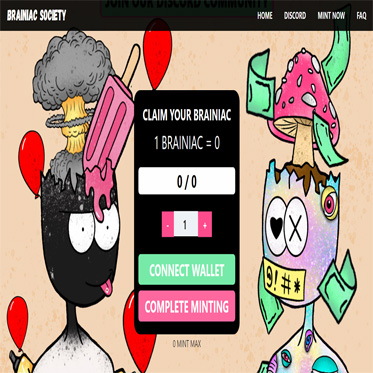 JOIN OUR DISCORD COMMUNITY
BRAINIAC SOCIETY
HOME
DISCORD
MINT NOW
FAQ
CLAIM YOUR BRAINIAC
1 BRAINIAC = 0
0 / 0
- 1 +
CONNECT WALLET
COMPLETE MINTING
0 MINT MAX
9!#*